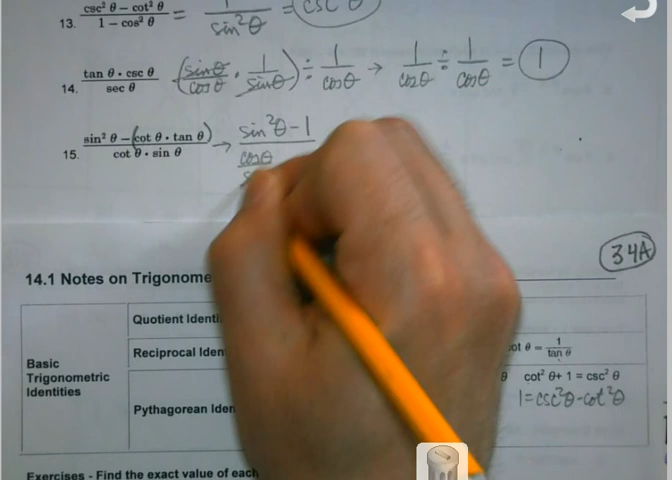 13. csc² θ − cot² θ / 1 − cos² θ = 1 / sin²θ = csc²θ
14. tan θ · csc θ / sec θ (sinθ / cosθ · 1 / sinθ) ÷ 1 / cosθ → 1 / cosθ ÷ 1 / cosθ = 1
15. sin² θ − (cot θ · tan θ) / cot θ · sin θ → sin²θ − 1 / cosθ
34A
14.1 Notes on Trigonome
Quotient Identi
Basic Trigonometric Identities
Reciprocal Iden
ot θ = 1 / tan θ
θ cot² θ + 1 = csc² θ
Pythagorean Iden
1 = csc²θ − cot²θ
Exercises - Find the exact value of each